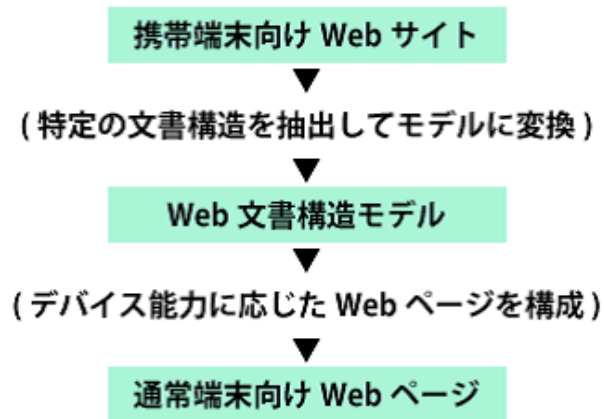 携帯端末向け Web サイト
( 特定の文書構造を抽出してモデルに変換 )
Web 文書構造モデル
( デバイス能力に応じた Web ページを構成 )
通常端末向け Web ページ